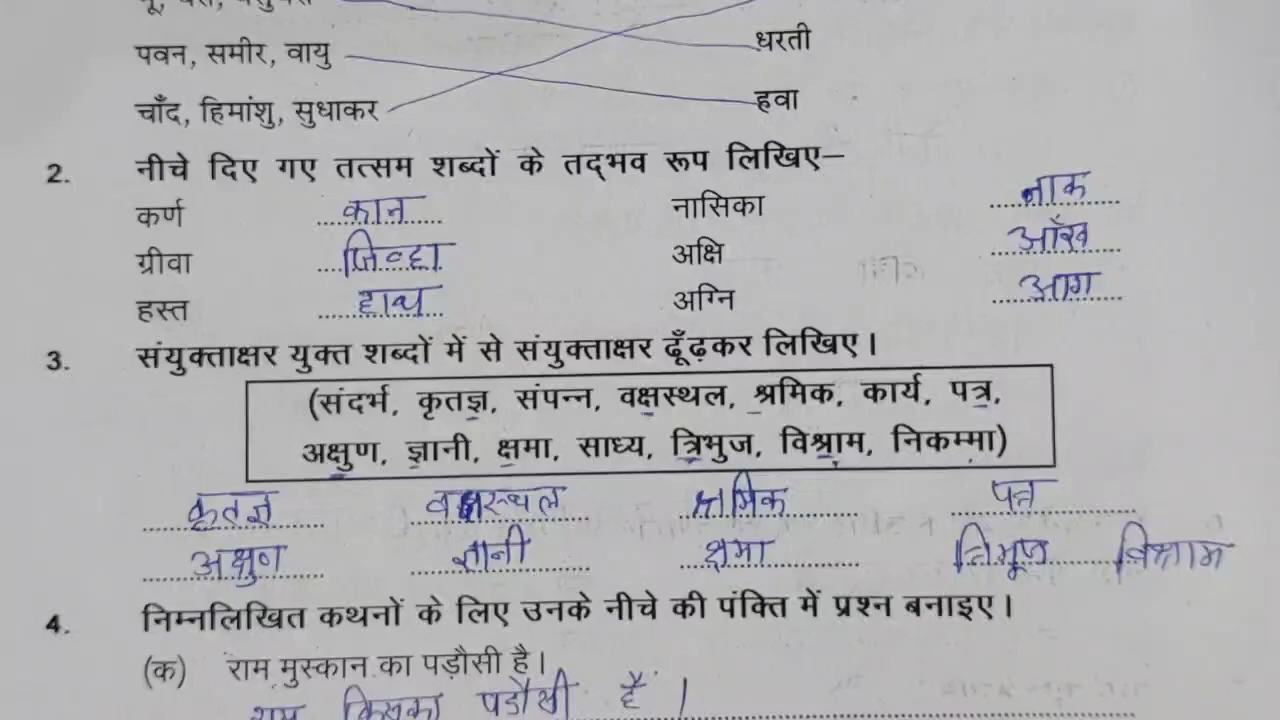 पवन, समीर, वायु धरती
चाँद, हिमांशु, सुधाकर हवा
2. नीचे दिए गए तत्सम शब्दों के तद्भव रूप लिखिए–
कर्ण कान नासिका नाक
ग्रीवा जिव्हा अक्षि आँख
हस्त हाथ अग्नि आग
3. संयुक्ताक्षर युक्त शब्दों में से संयुक्ताक्षर ढूँढ़कर लिखिए।
(संदर्भ, कृतज्ञ, संपन्न, वक्षस्थल, श्रमिक, कार्य, पत्र,
अक्षुण, ज्ञानी, क्षमा, साध्य, त्रिभुज, विश्राम, निकम्मा)
कृतज्ञ वक्षस्थल श्रमिक पत्र
अक्षुण ज्ञानी क्षमा त्रिभूज विश्राम
4. निम्नलिखित कथनों के लिए उनके नीचे की पंक्ति में प्रश्न बनाइए।
(क) राम मुस्कान का पड़ौसी है।
राम किसका पड़ौसी है।